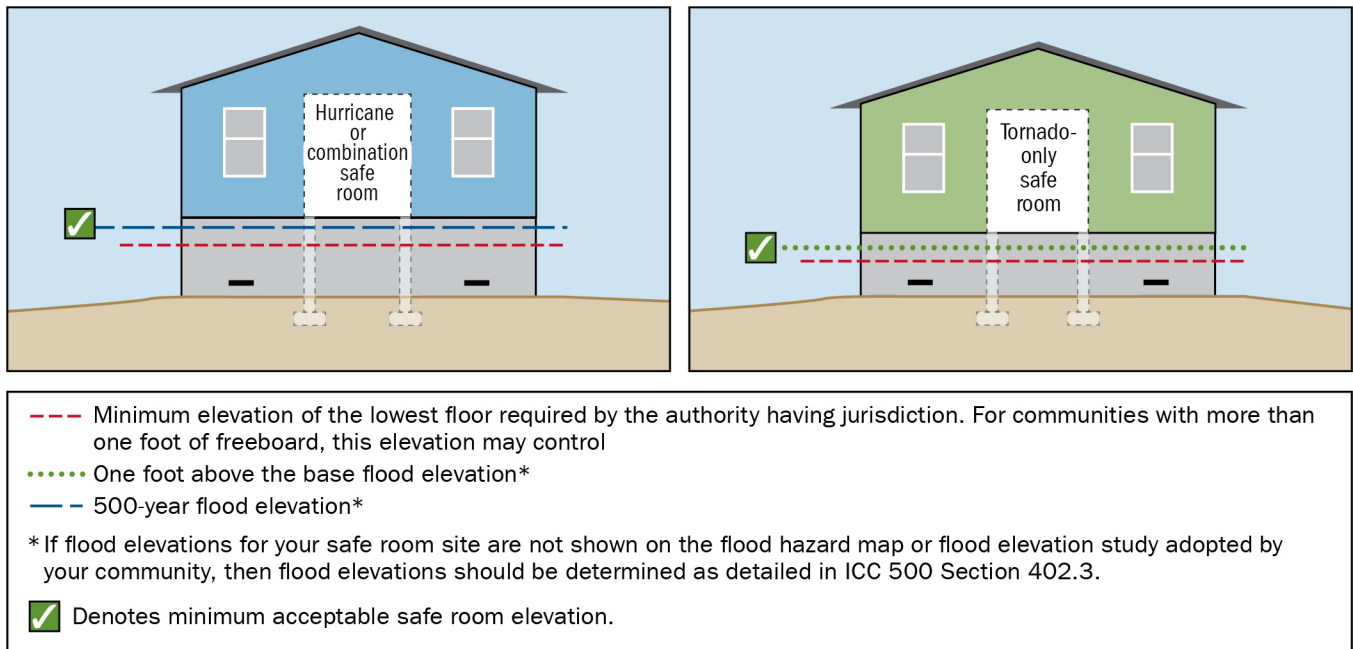 Hurricane
or
combination
safe
room
Tornado-
only
safe
room
Minimum elevation of the lowest floor required by the authority having jurisdiction. For communities with more than
one foot of freeboard, this elevation may control
One foot above the base flood elevation*
500-year flood elevation*
* If flood elevations for your safe room site are not shown on the flood hazard map or flood elevation study adopted by
your community, then flood elevations should be determined as detailed in ICC 500 Section 402.3.
Denotes minimum acceptable safe room elevation.